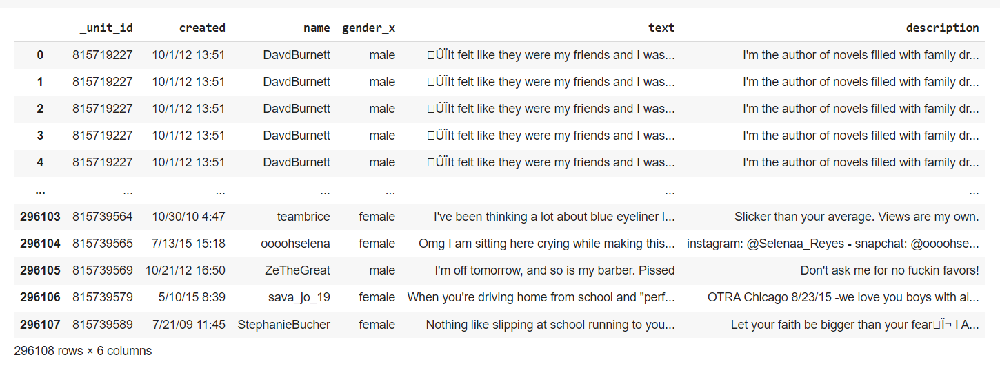 _unit_id created name gender_x text description
0 815719227 10/1/12 13:51 DavdBurnett male □ÛÏIt felt like they were my friends and I was... I'm the author of novels filled with family dr...
1 815719227 10/1/12 13:51 DavdBurnett male □ÛÏIt felt like they were my friends and I was... I'm the author of novels filled with family dr...
2 815719227 10/1/12 13:51 DavdBurnett male □ÛÏIt felt like they were my friends and I was... I'm the author of novels filled with family dr...
3 815719227 10/1/12 13:51 DavdBurnett male □ÛÏIt felt like they were my friends and I was... I'm the author of novels filled with family dr...
4 815719227 10/1/12 13:51 DavdBurnett male □ÛÏIt felt like they were my friends and I was... I'm the author of novels filled with family dr...
... ... ... ... ... ... ...
296103 815739564 10/30/10 4:47 teambrice female I've been thinking a lot about blue eyeliner l... Slicker than your average. Views are my own.
296104 815739565 7/13/15 15:18 oooohselena female Omg I am sitting here crying while making this... instagram: @Selenaa_Reyes - snapchat: @oooohse...
296105 815739569 10/21/12 16:50 ZeTheGreat male I'm off tomorrow, and so is my barber. Pissed Don't ask me for no fuckin favors!
296106 815739579 5/10/15 8:39 sava_jo_19 female When you're driving home from school and "perf... OTRA Chicago 8/23/15 -we love you boys with al...
296107 815739589 7/21/09 11:45 StephanieBucher female Nothing like slipping at school running to you... Let your faith be bigger than your fear□Ï¬ I A...
296108 rows × 6 columns